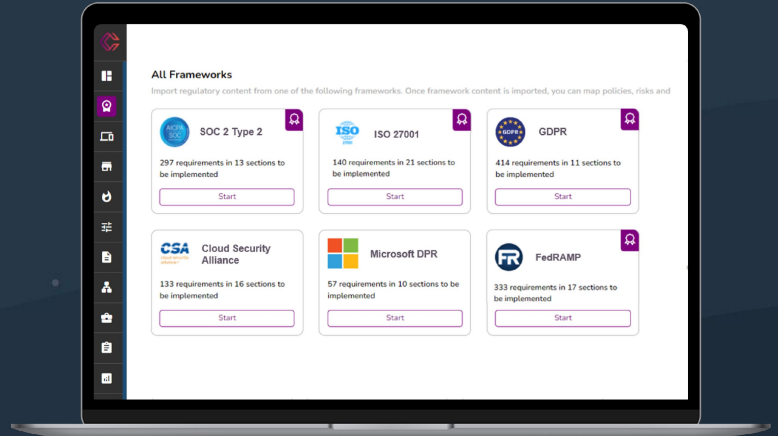 All Frameworks
Import regulatory content from one of the following frameworks. Once framework content is imported, you can map policies, risks and
SOC 2 Type 2
297 requirements in 13 sections to
be implemented
Start
ISO
ISO 27001
140 requirements in 21 sections to
be implemented
Start
GDPR
GDPR
414 requirements in 11 sections to
be implemented
Start
CSA
Cloud Security
Alliance
133 requirements in 16 sections to
be implemented
Start
Microsoft DPR
57 requirements in 10 sections to be
implemented
Start
FR
FedRAMP
333 requirements in 17 sections to
be implemented
Start